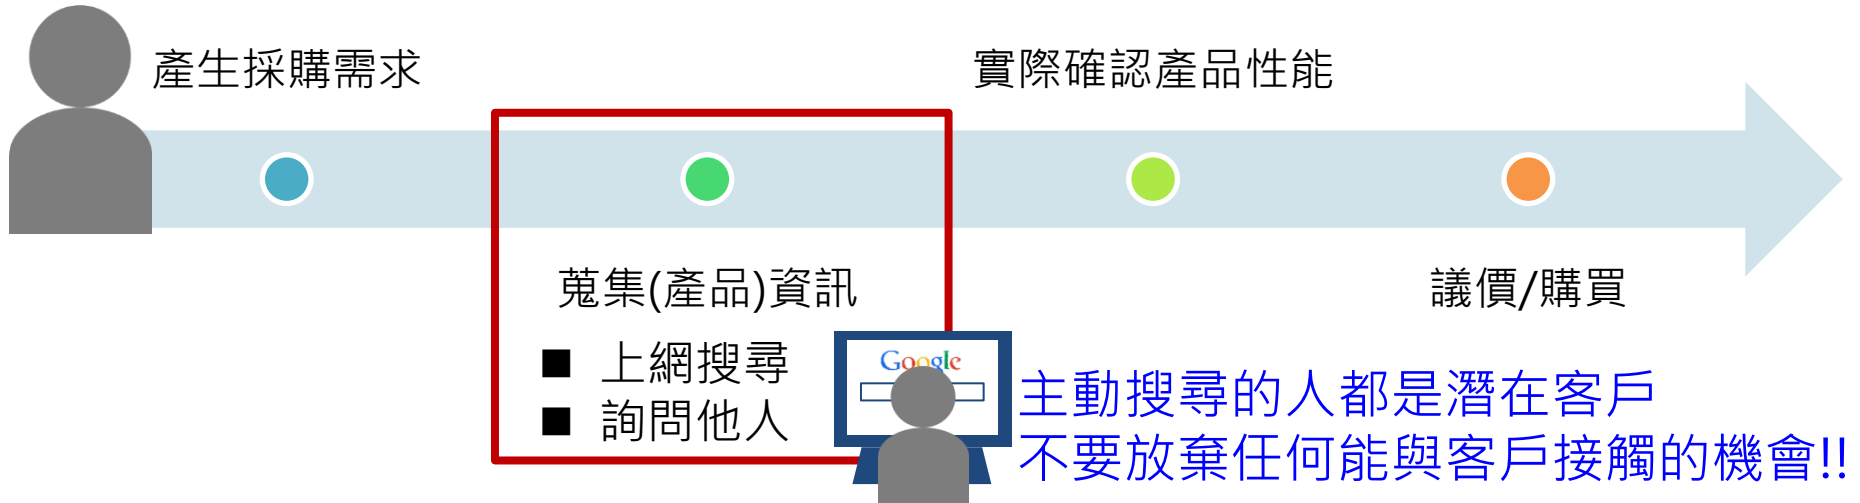 產生採購需求
實際確認產品性能
蒐集(產品)資訊
議價/購買
■ 上網搜尋
■ 詢問他人
Google
主動搜尋的人都是潛在客戶
不要放棄任何能與客戶接觸的機會!!